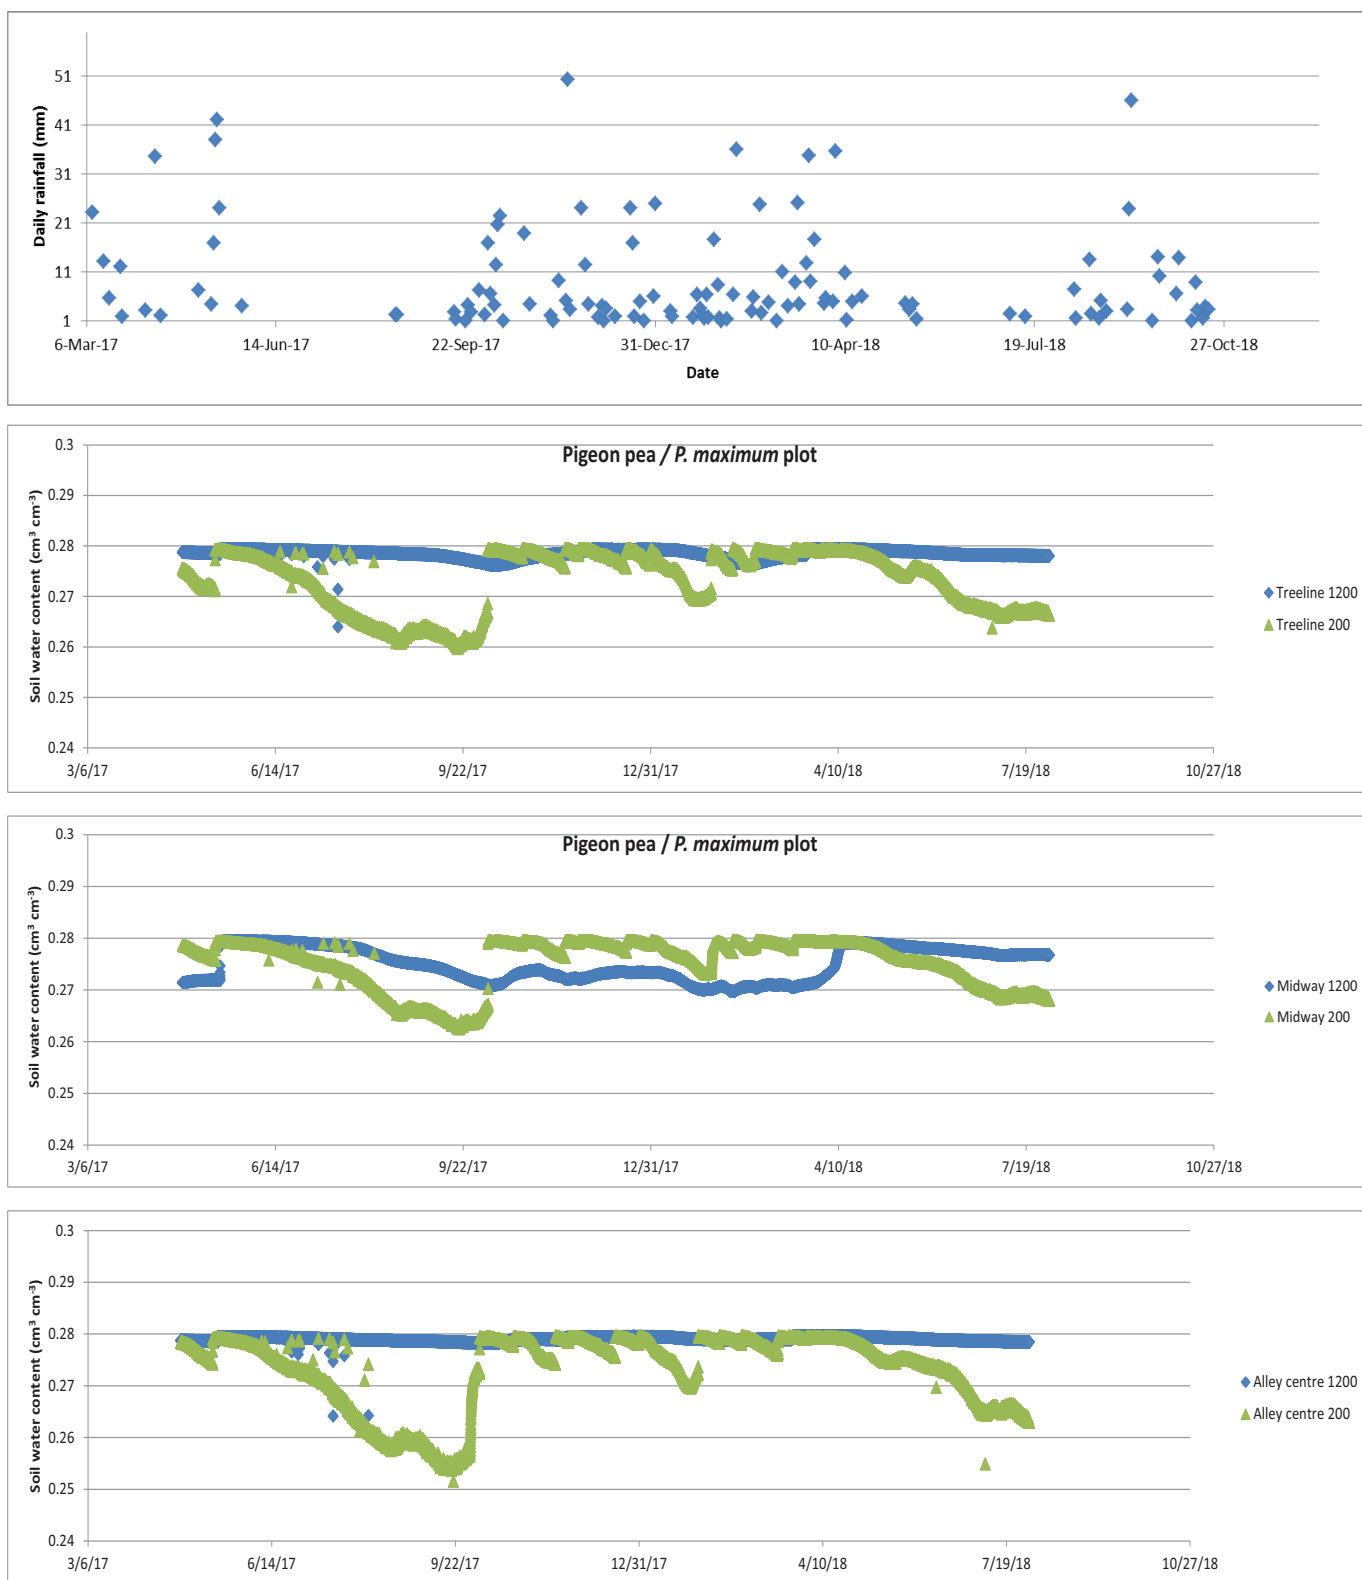 51
41
31
21
11
1
Daily rainfall (mm)
6-Mar-17 14-Jun-17 22-Sep-17 31-Dec-17 10-Apr-18 19-Jul-18 27-Oct-18
Date
Pigeon pea / P. maximum plot
0.3
0.29
0.28
0.27
0.26
0.25
0.24
Soil water content (cm³ cm⁻³)
3/6/17 6/14/17 9/22/17 12/31/17 4/10/18 7/19/18 10/27/18
Treeline 1200
Treeline 200
Pigeon pea / P. maximum plot
0.3
0.29
0.28
0.27
0.26
0.25
0.24
Soil water content (cm³ cm⁻³)
3/6/17 6/14/17 9/22/17 12/31/17 4/10/18 7/19/18 10/27/18
Midway 1200
Midway 200
0.3
0.29
0.28
0.27
0.26
0.25
0.24
Soil water content (cm³ cm⁻³)
3/6/17 6/14/17 9/22/17 12/31/17 4/10/18 7/19/18 10/27/18
Alley centre 1200
Alley centre 200